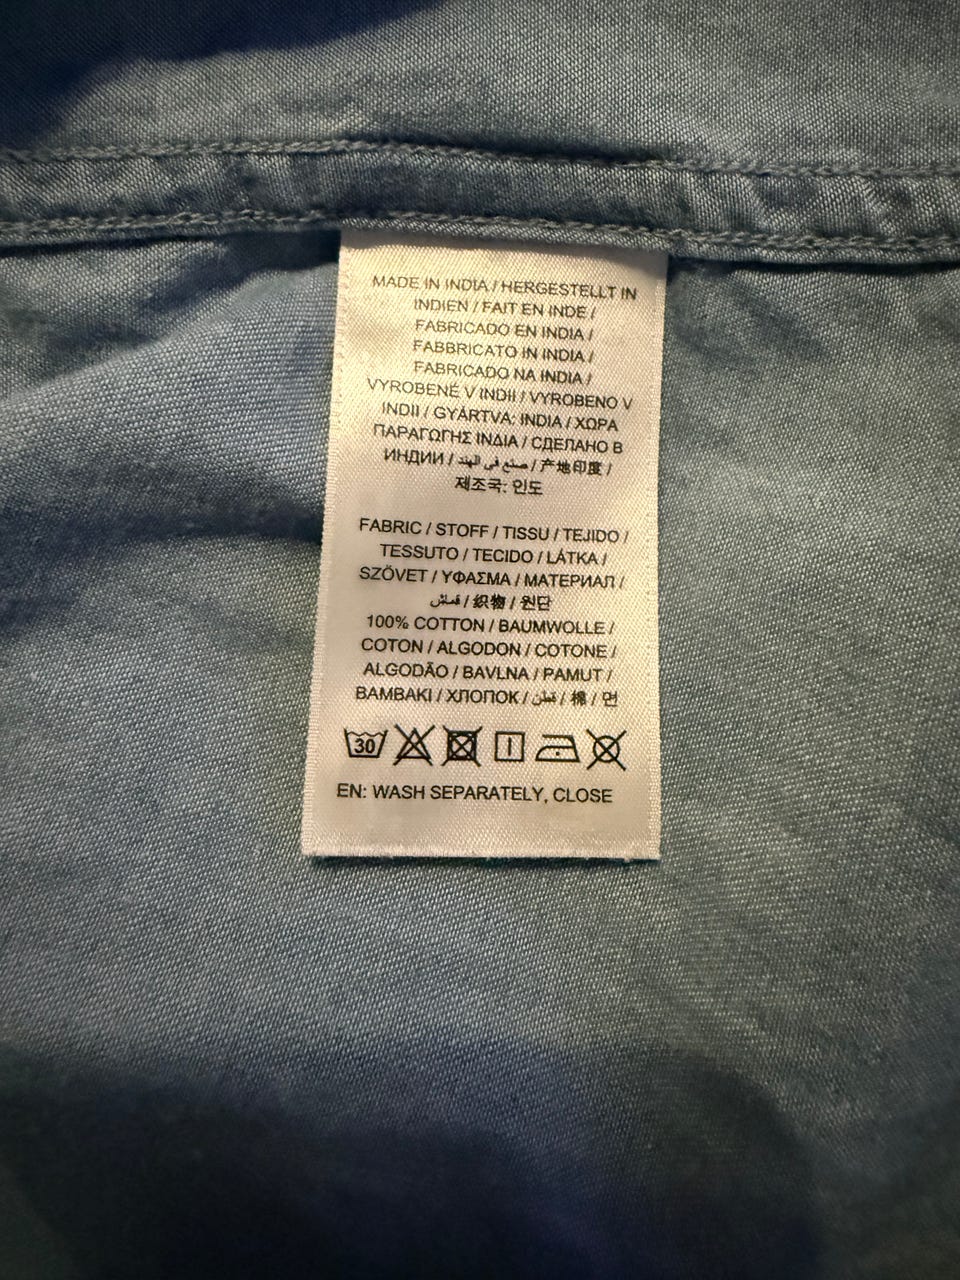 MADE IN INDIA / HERGESTELLT IN
INDIEN / FAIT EN INDE /
FABRICADO EN INDIA /
FABBRICATO IN INDIA /
FABRICADO NA INDIA /
VYROBENÉ V INDII / VYROBENO V
INDII / GYÁRTVA: INDIA / ΧΩΡΑ
ΠΑΡΑΓΩΓΗΣ ΙΝΔΙΑ / СДЕЛАНО В
ИНДИИ / صنع في الهند / 产地印度 /
제조국: 인도
FABRIC / STOFF / TISSU / TEJIDO /
TESSUTO / TECIDO / LÁTKA /
SZÖVET / ΥΦΑΣΜΑ / МАТЕРИАЛ /
قماش / 织物 / 원단
100% COTTON / BAUMWOLLE /
COTON / ALGODON / COTONE /
ALGODÃO / BAVLNA / PAMUT /
ΒΑΜΒΑΚΙ / ХЛОПОК / قطن / 棉 / 면
30
EN: WASH SEPARATELY, CLOSE